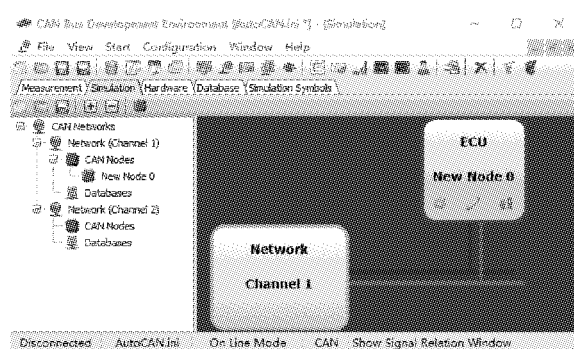 CAN Bus Development Environment [AutoCAN.ini *] - [Simulation]
File View Start Configuration Window Help
Measurement Simulation Hardware Database Simulation Symbols
CAN Networks
Network (Channel 1)
CAN Nodes
New Node 0
Databases
Network (Channel 2)
CAN Nodes
Databases
ECU
New Node 0
Network
Channel 1
Disconnected AutoCAN.ini On Line Mode CAN Show Signal Relation Window